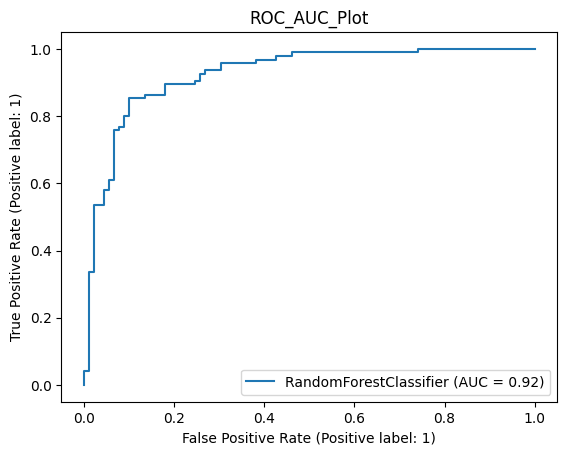 ROC_AUC_Plot
True Positive Rate (Positive label: 1)
1.0
0.8
0.6
0.4
0.2
0.0
RandomForestClassifier (AUC = 0.92)
0.0 0.2 0.4 0.6 0.8 1.0
False Positive Rate (Positive label: 1)